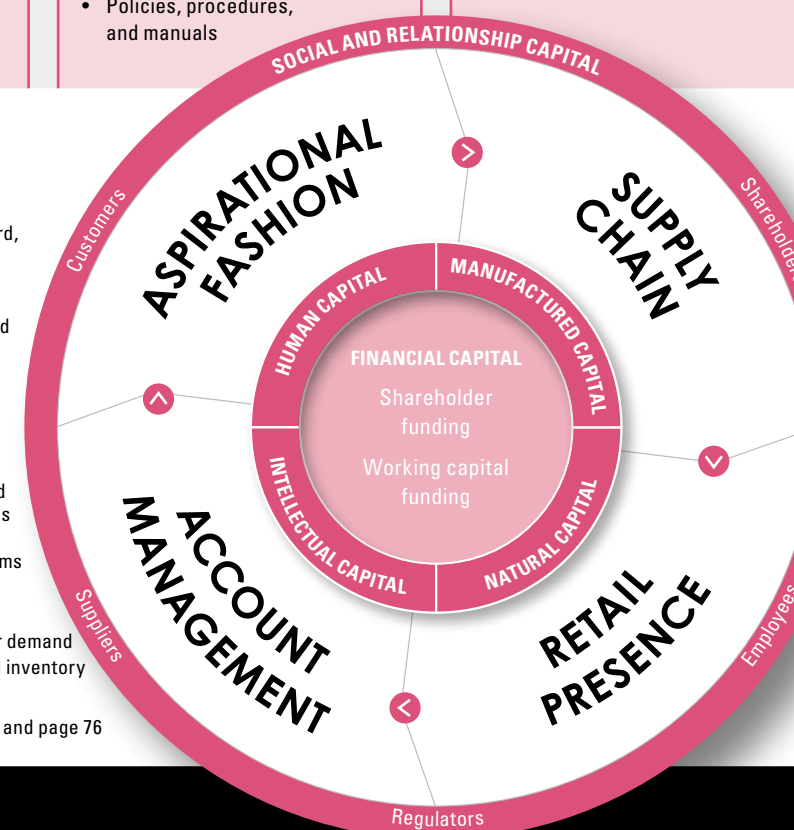 • Policies, procedures,
and manuals
SOCIAL AND RELATIONSHIP CAPITAL
Customers
Shareholders
ASPIRATIONAL
FASHION
SUPPLY
CHAIN
HUMAN CAPITAL
MANUFACTURED CAPITAL
FINANCIAL CAPITAL
Shareholder
funding
Working capital
funding
INTELLECTUAL CAPITAL
NATURAL CAPITAL
ACCOUNT
MANAGEMENT
RETAIL
PRESENCE
Suppliers
Employees
Regulators
demand
inventory
and page 76